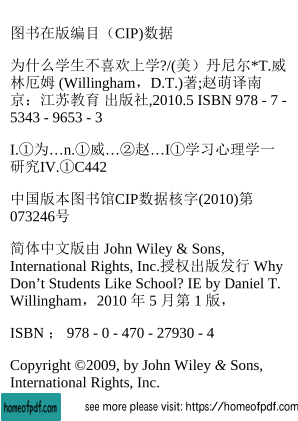 图书在版编目（CIP)数据
为什么学生不喜欢上学?/(美）丹尼尔*T.威
林厄姆 (Willingham，D.T.)著;赵萌译南
京：江苏教育 出版社,2010.5 ISBN 978 - 7 -
5343 - 9653 - 3
I.①为…n.①威…②赵…I①学习心理学一
研究IV.①C442
中国版本图书馆CIP数据核字(2010)第
073246号
简体中文版由 John Wiley & Sons,
International Rights, Inc.授权出版发行 Why
Don’t Students Like School? IE by Daniel T.
Willingham，2010 年 5 月第 1 版，
ISBN ； 978 - 0 - 470 - 27930 - 4
Copyright ©2009, by John Wiley & Sons,
International Rights, Inc.
homeofpdf.com
see more please visit: https://homeofpdf.com